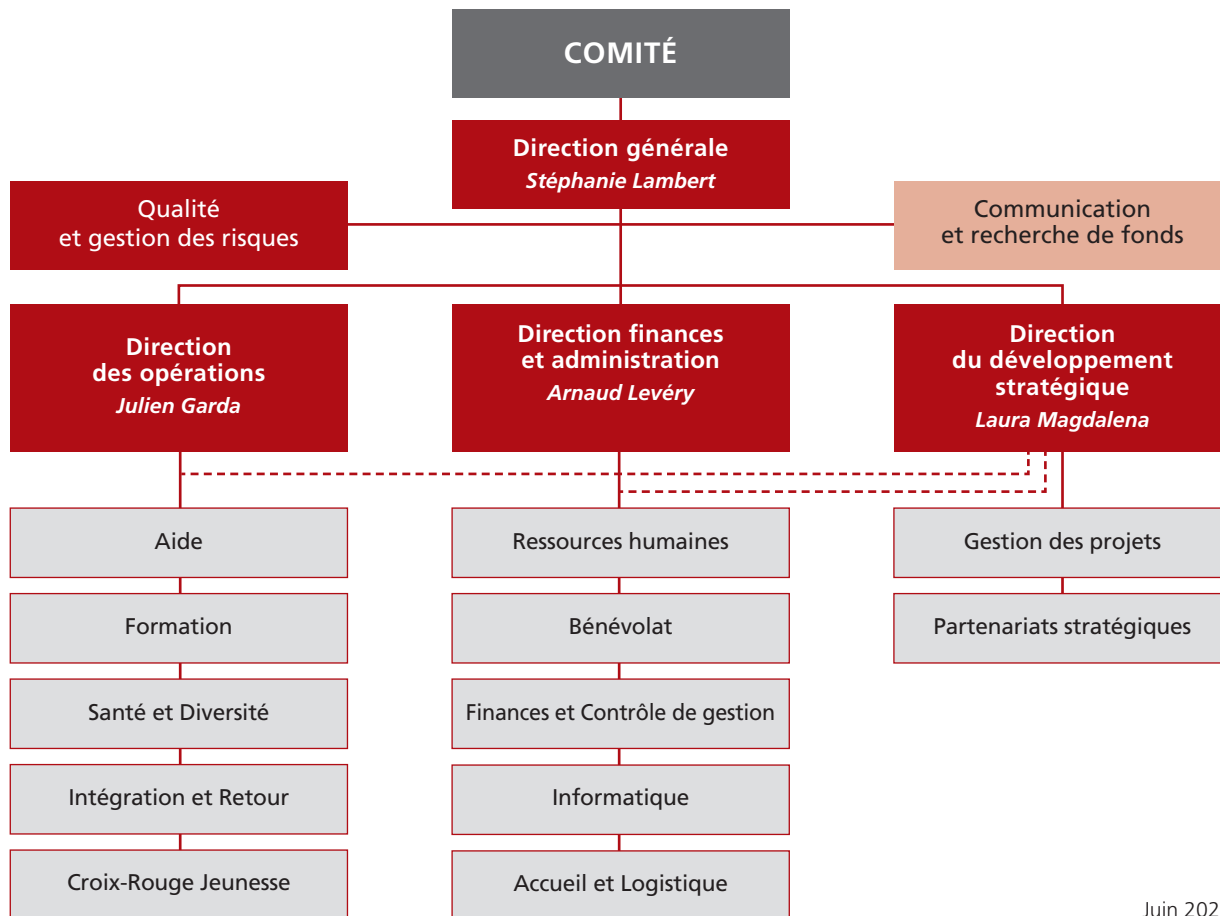 COMITÉ
Direction générale
Stéphanie Lambert
Qualité
et gestion des risques
Communication
et recherche de fonds
Direction
des opérations
Julien Garda
Direction finances
et administration
Arnaud Levéry
Direction
du développement
stratégique
Laura Magdalena
Aide
Formation
Santé et Diversité
Intégration et Retour
Croix-Rouge Jeunesse
Ressources humaines
Bénévolat
Finances et Contrôle de gestion
Informatique
Accueil et Logistique
Gestion des projets
Partenariats stratégiques
Juin 202